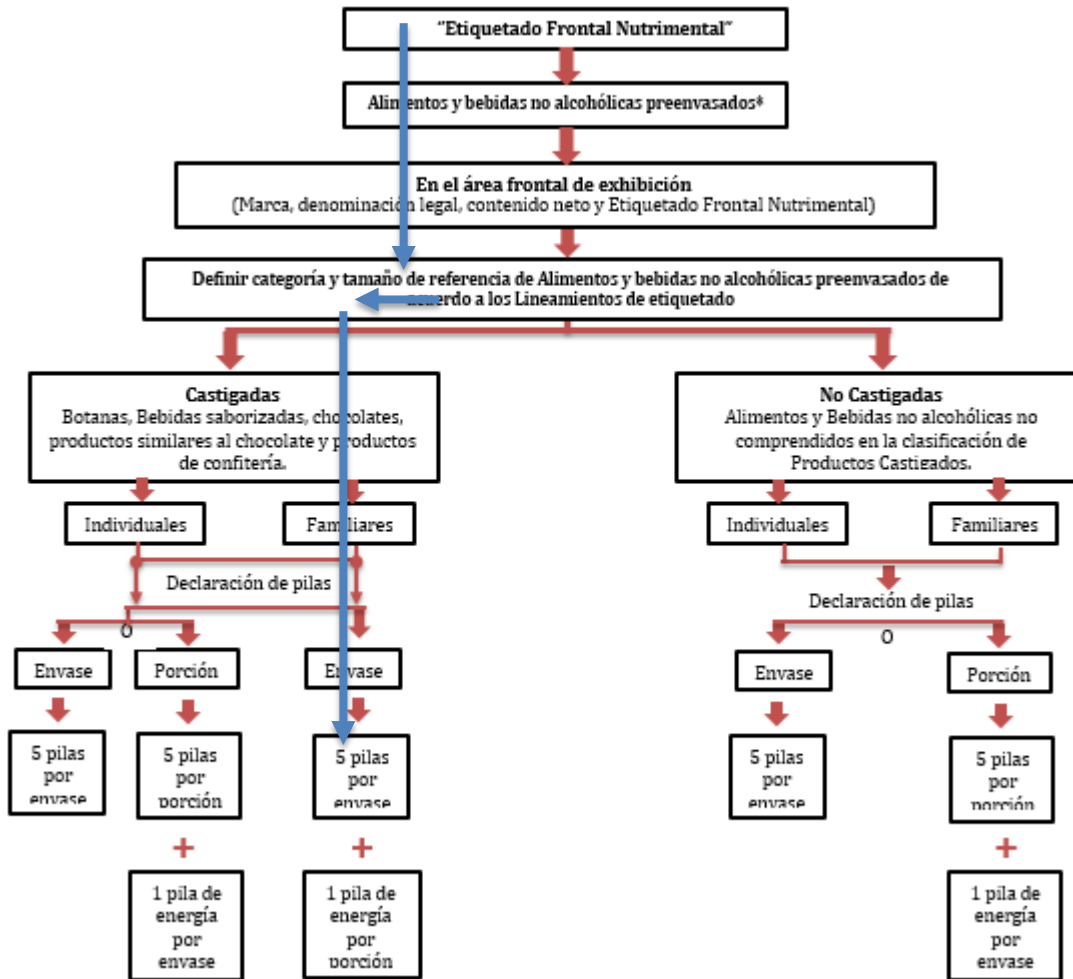 "Etiquetado Frontal Nutrimental"
Alimentos y bebidas no alcohólicas preenvasados*
En el área frontal de exhibición
(Marca, denominación legal, contenido neto y Etiquetado Frontal Nutrimental)
Definir categoría y tamaño de referencia de Alimentos y bebidas no alcohólicas preenvasados de
acuerdo a los Lineamientos de etiquetado
Castigadas
Botanas, Bebidas saborizadas, chocolates,
productos similares al chocolate y productos
de confitería.
No Castigadas
Alimentos y Bebidas no alcohólicas no
comprendidos en la clasificación de
Productos Castigados.
Individuales
Familiares
Individuales
Familiares
Declaración de pilas
Declaración de pilas
O
O
Envase
Porción
Envase
Envase
Porción
5 pilas
por
envase
5 pilas
por
porción
5 pilas
por
envase
5 pilas
por
envase
5 pilas
por
porción
+
+
+
1 pila de
energía
por
envase
1 pila de
energía
por
porción
1 pila de
energía
por
envase